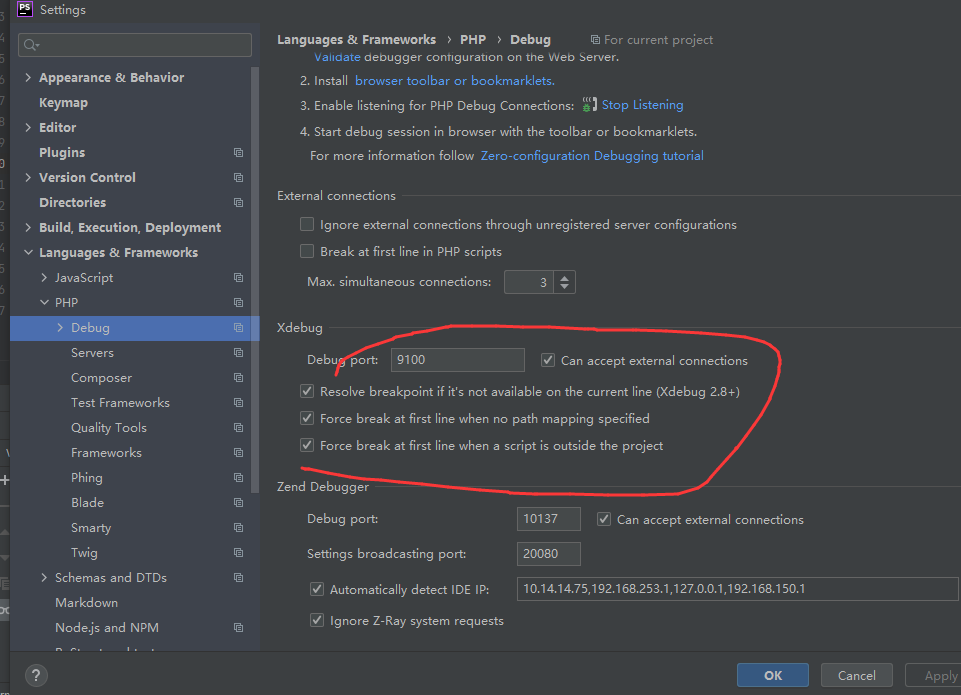 PS Settings
Languages & Frameworks › PHP › Debug For current project
Validate debugger configuration on the Web Server.
2. Install browser toolbar or bookmarklets.
3. Enable listening for PHP Debug Connections: Stop Listening
4. Start debug session in browser with the toolbar or bookmarklets.
For more information follow Zero-configuration Debugging tutorial
Appearance & Behavior
Keymap
Editor
Plugins
Version Control
Directories
Build, Execution, Deployment
Languages & Frameworks
JavaScript
PHP
Debug
Servers
Composer
Test Frameworks
Quality Tools
Frameworks
Phing
Blade
Smarty
Twig
Schemas and DTDs
Markdown
Node.js and NPM
External connections
Ignore external connections through unregistered server configurations
Break at first line in PHP scripts
Max. simultaneous connections: 3
Xdebug
Debug port: 9100 Can accept external connections
Resolve breakpoint if it's not available on the current line (Xdebug 2.8+)
Force break at first line when no path mapping specified
Force break at first line when a script is outside the project
Zend Debugger
Debug port: 10137 Can accept external connections
Settings broadcasting port: 20080
Automatically detect IDE IP: 10.14.14.75,192.168.253.1,127.0.0.1,192.168.150.1
Ignore Z-Ray system requests
?
OK Cancel Apply